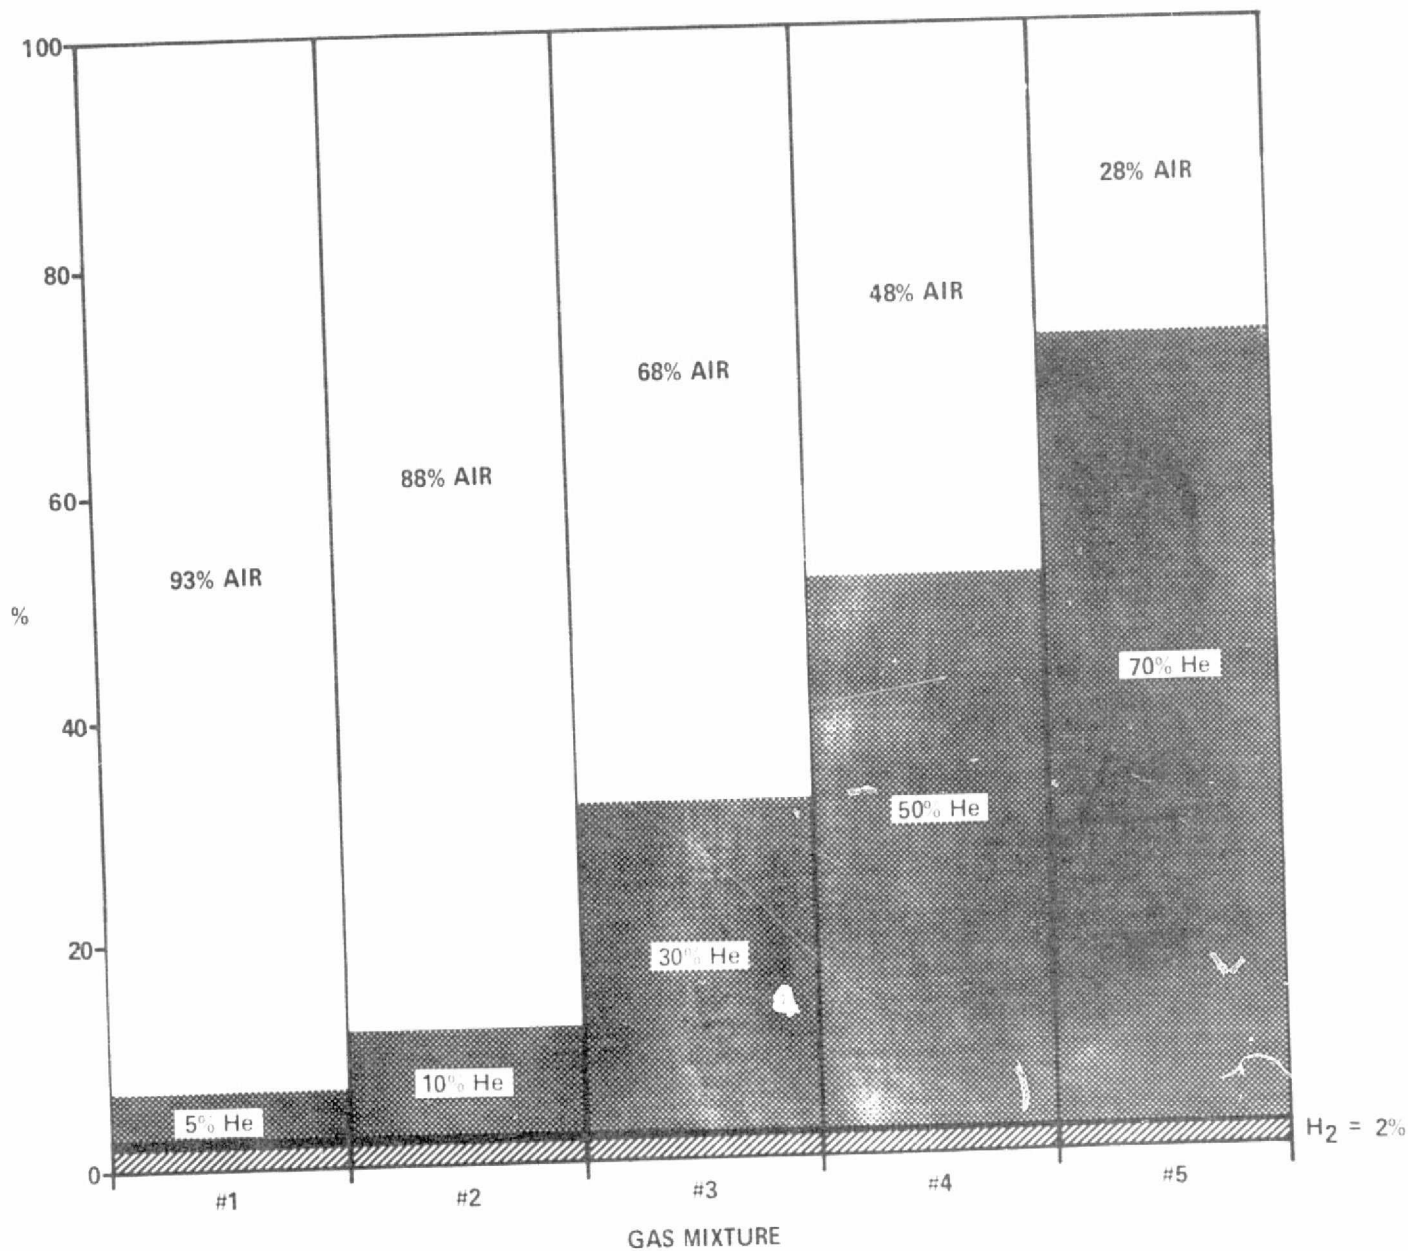 100
80
60
40
20
0
%
93% AIR
88% AIR
68% AIR
48% AIR
28% AIR
5% He
10% He
30% He
50% He
70% He
H2 = 2%
#1
#2
#3
#4
#5
GAS MIXTURE